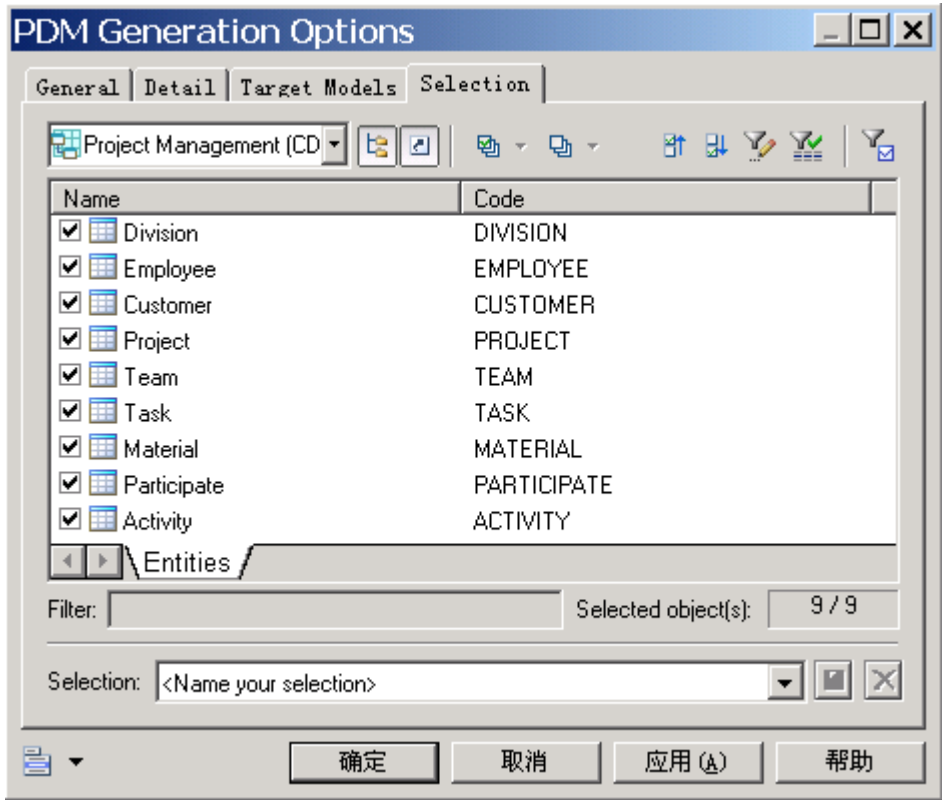 PDM Generation Options
General Detail Target Models Selection
Project Management (CD
Name Code
Division DIVISION
Employee EMPLOYEE
Customer CUSTOMER
Project PROJECT
Team TEAM
Task TASK
Material MATERIAL
Participate PARTICIPATE
Activity ACTIVITY
Entities
Filter: Selected object(s): 9 / 9
Selection: <Name your selection>
确定 取消 应用(A) 帮助